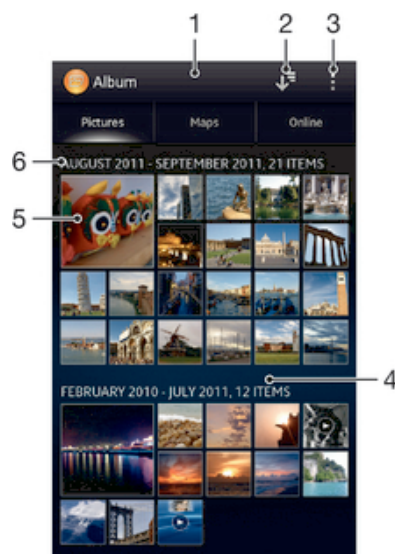 1
2
3
Album
Pictures
Maps
Online
6
AUGUST 2011 - SEPTEMBER 2011, 21 ITEMS
5
4
FEBRUARY 2010 - JULY 2011, 12 ITEMS